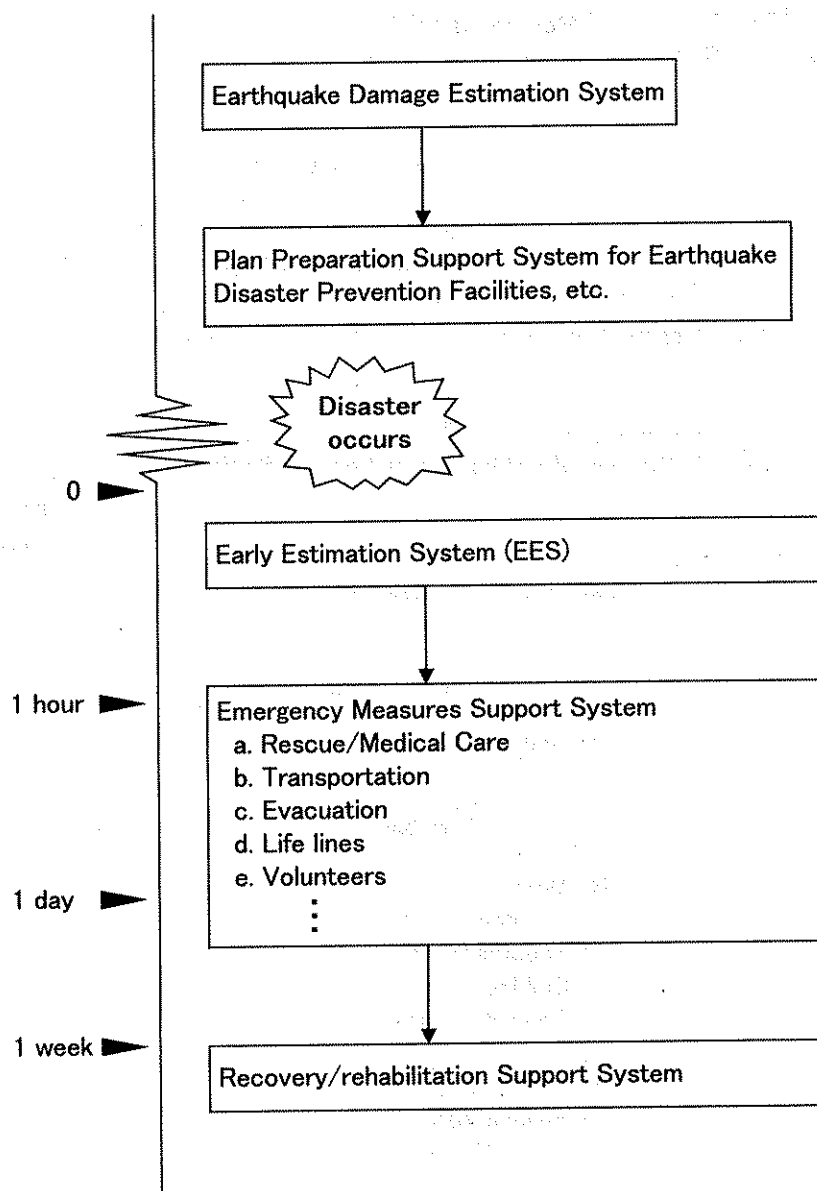 Earthquake Damage Estimation System
Plan Preparation Support System for Earthquake
Disaster Prevention Facilities, etc.
Disaster
occurs
0
Early Estimation System (EES)
1 hour
Emergency Measures Support System
a. Rescue/Medical Care
b. Transportation
c. Evacuation
d. Life lines
e. Volunteers
1 day
1 week
Recovery/rehabilitation Support System